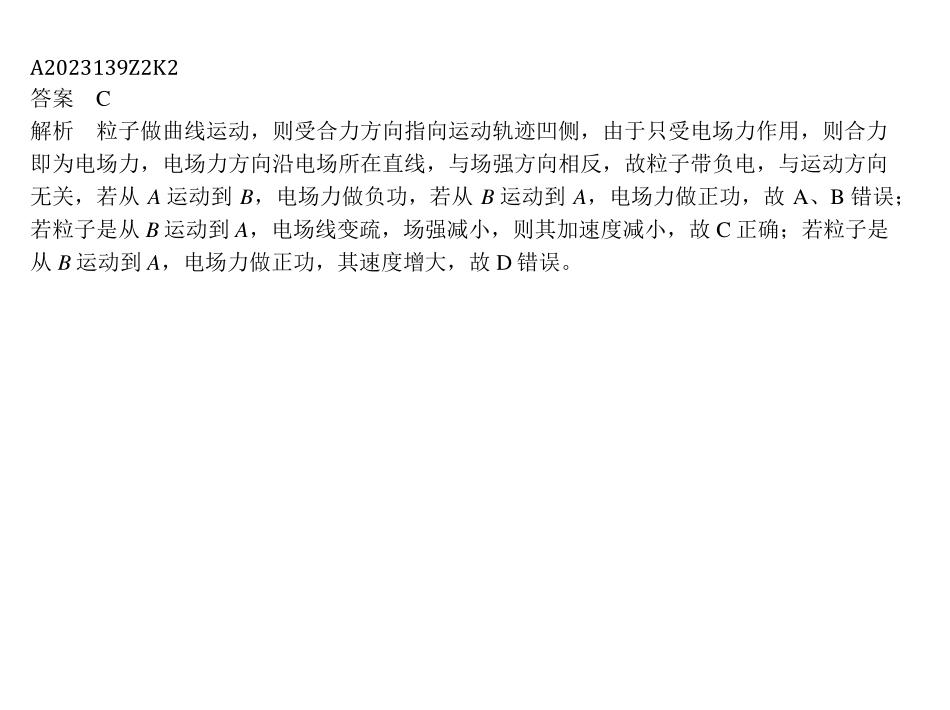 A2023139Z2K2
答案 C
解析 粒子做曲线运动，则受合力方向指向运动轨迹凹侧，由于只受电场力作用，则合力
即为电场力，电场力方向沿电场所在直线，与场强方向相反，故粒子带负电，与运动方向
无关，若从 A 运动到 B，电场力做负功，若从 B 运动到 A，电场力做正功，故 A、B 错误；
若粒子是从 B 运动到 A，电场线变疏，场强减小，则其加速度减小，故 C 正确；若粒子是
从 B 运动到 A，电场力做正功，其速度增大，故 D 错误。